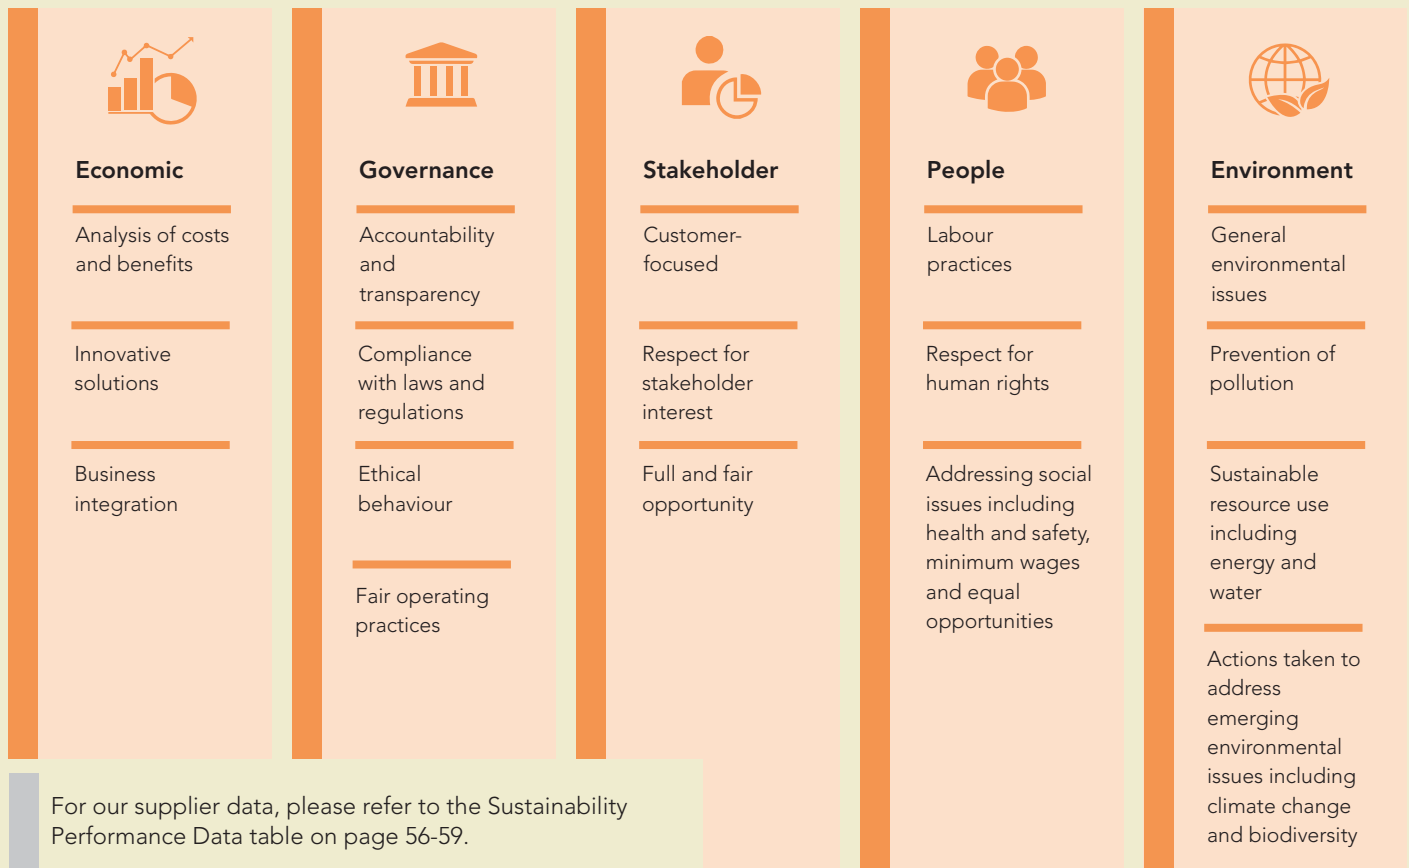 Economic
Analysis of costs
and benefits
Innovative
solutions
Business
integration
Governance
Accountability
and
transparency
Compliance
with laws and
regulations
Ethical
behaviour
Fair operating
practices
Stakeholder
Customer-
focused
Respect for
stakeholder
interest
Full and fair
opportunity
People
Labour
practices
Respect for
human rights
Addressing social
issues including
health and safety,
minimum wages
and equal
opportunities
Environment
General
environmental
issues
Prevention of
pollution
Sustainable
resource use
including
energy and
water
Actions taken to
address
emerging
environmental
issues including
climate change
and biodiversity
For our supplier data, please refer to the Sustainability
Performance Data table on page 56-59.